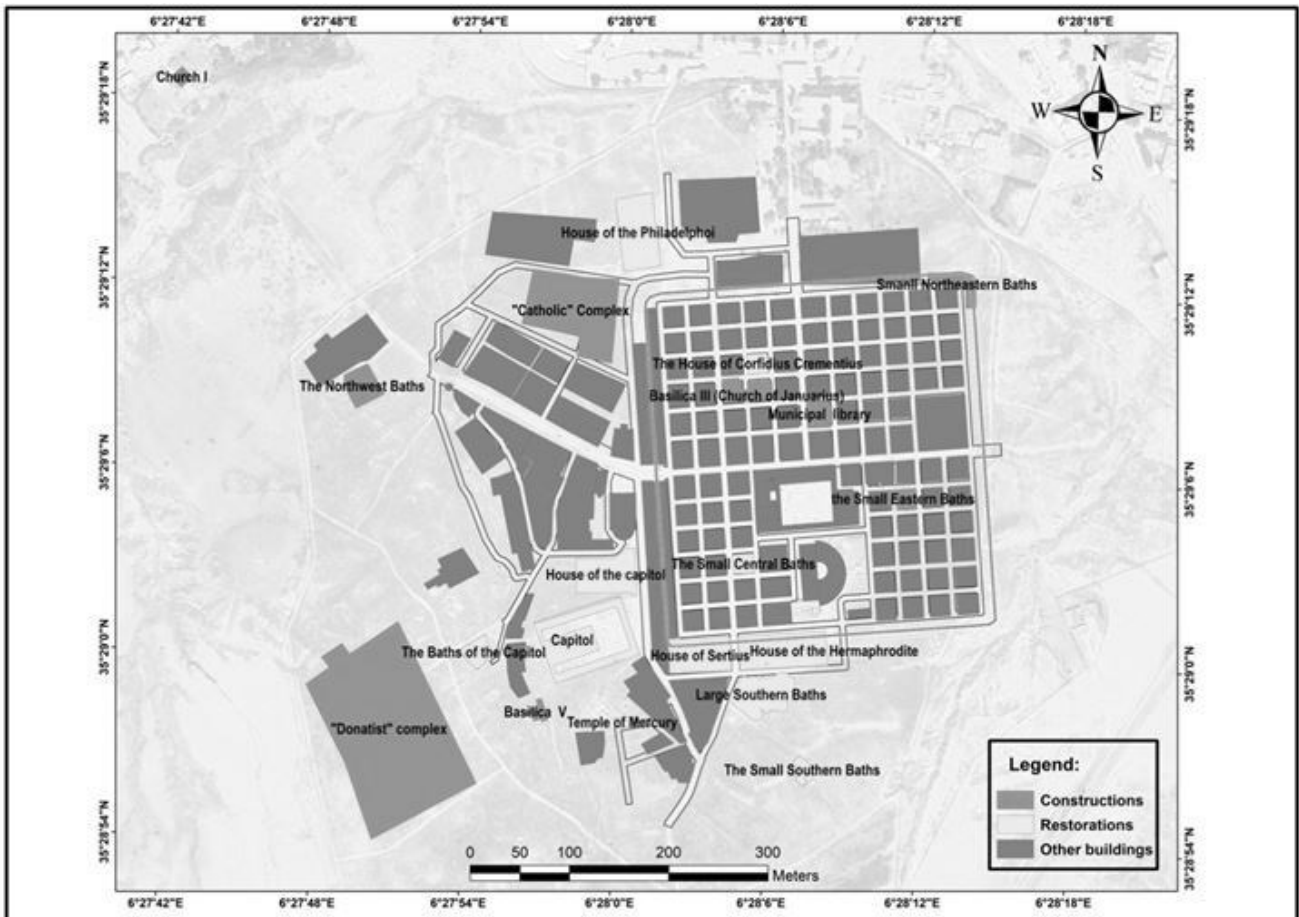 6°27'42"E 6°27'48"E 6°27'54"E 6°28'0"E 6°28'6"E 6°28'12"E 6°28'18"E
35°29'18"N
35°29'12"N
35°29'6"N
35°29'0"N
35°28'54"N
Church I
N
W E
S
House of the Philadelphoi
Smanli Northeastern Baths
"Catholic" Complex
The House of Corfidius Crementius
The Northwest Baths
Basilica III (Church of Januarius)
Municipal library
the Small Eastern Baths
The Small Central Baths
House of the capitol
Capitol
The Baths of the Capitol
House of Sertius
House of the Hermaphrodite
Large Southern Baths
Basilica V
Temple of Mercury
"Donatist" complex
The Small Southern Baths
Legend:
Constructions
Restorations
Other buildings
0 50 100 200 300
Meters
35°29'18"N
35°29'12"N
35°29'6"N
35°29'0"N
35°28'54"N
6°27'42"E 6°27'48"E 6°27'54"E 6°28'0"E 6°28'6"E 6°28'12"E 6°28'18"E